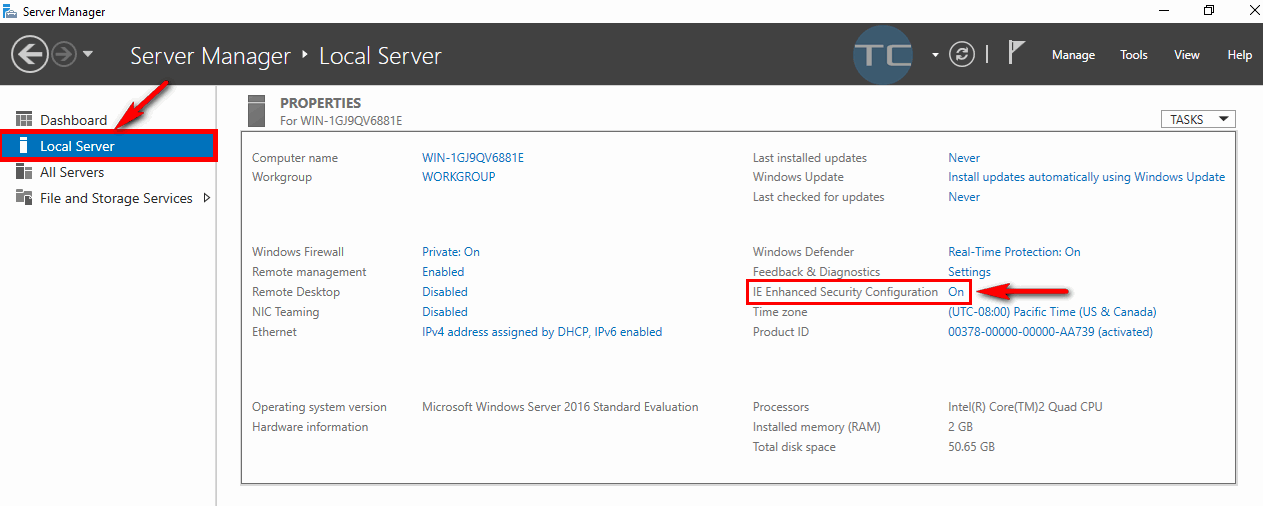 Server Manager
Server Manager ‣ Local Server
TC
Manage Tools View Help
Dashboard
Local Server
All Servers
File and Storage Services
PROPERTIES
For WIN-1GJ9QV6881E
TASKS
Computer name WIN-1GJ9QV6881E
Workgroup WORKGROUP
Last installed updates Never
Windows Update Install updates automatically using Windows Update
Last checked for updates Never
Windows Firewall Private: On
Remote management Enabled
Remote Desktop Disabled
NIC Teaming Disabled
Ethernet IPv4 address assigned by DHCP, IPv6 enabled
Windows Defender Real-Time Protection: On
Feedback & Diagnostics Settings
IE Enhanced Security Configuration On
Time zone (UTC-08:00) Pacific Time (US & Canada)
Product ID 00378-00000-00000-AA739 (activated)
Operating system version Microsoft Windows Server 2016 Standard Evaluation
Hardware information
Processors Intel(R) Core(TM)2 Quad CPU
Installed memory (RAM) 2 GB
Total disk space 50.65 GB